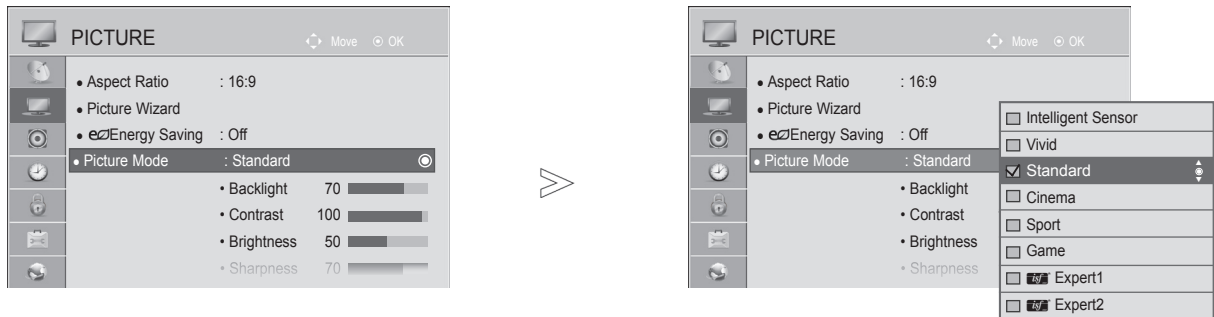 PICTURE
Move
OK
• Aspect Ratio : 16:9
• Picture Wizard
• Energy Saving : Off
• Picture Mode : Standard
• Backlight 70
• Contrast 100
• Brightness 50
• Sharpness 70
PICTURE
Move
OK
• Aspect Ratio : 16:9
• Picture Wizard
• Energy Saving : Off
• Picture Mode : Standard
• Backlight
• Contrast
• Brightness
• Sharpness
Intelligent Sensor
Vivid
Standard
Cinema
Sport
Game
isf Expert1
isf Expert2